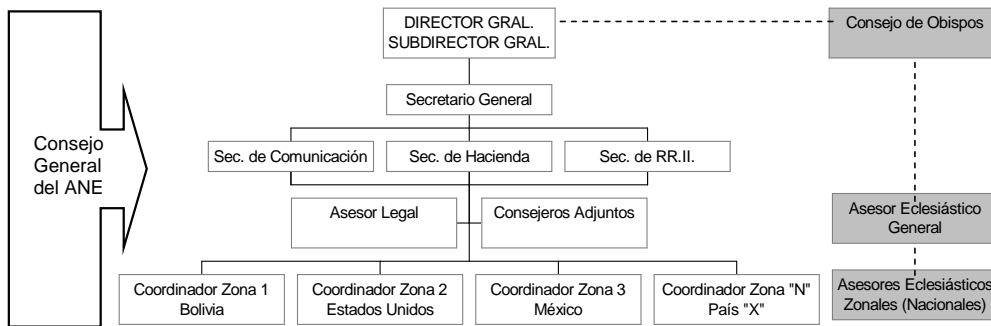 DIRECTOR GRAL.
SUBDIRECTOR GRAL.
Consejo de Obispos
Secretario General
Consejo
General
del ANE
Sec. de Comunicación
Sec. de Hacienda
Sec. de RR.II.
Asesor Legal
Consejeros Adjuntos
Asesor Eclesiástico
General
Coordinador Zona 1
Bolivia
Coordinador Zona 2
Estados Unidos
Coordinador Zona 3
México
Coordinador Zona "N"
País "X"
Asesores Eclesiásticos
Zonales (Nacionales)